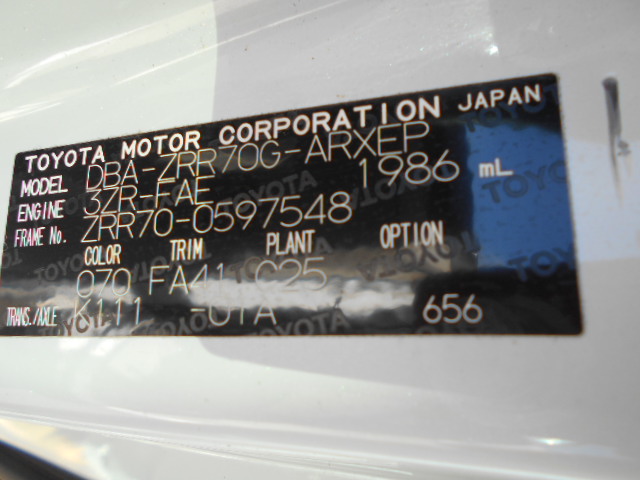 TOYOTA MOTOR CORPORATION JAPAN
MODEL DBA-ZRR70G-ARXEP
ENGINE 3ZR-FAE 1986 mL
FRAME No. ZRR70-0597548
COLOR TRIM PLANT OPTION
070 FA41 C25
TRANS./AXLE K111 -01A 656